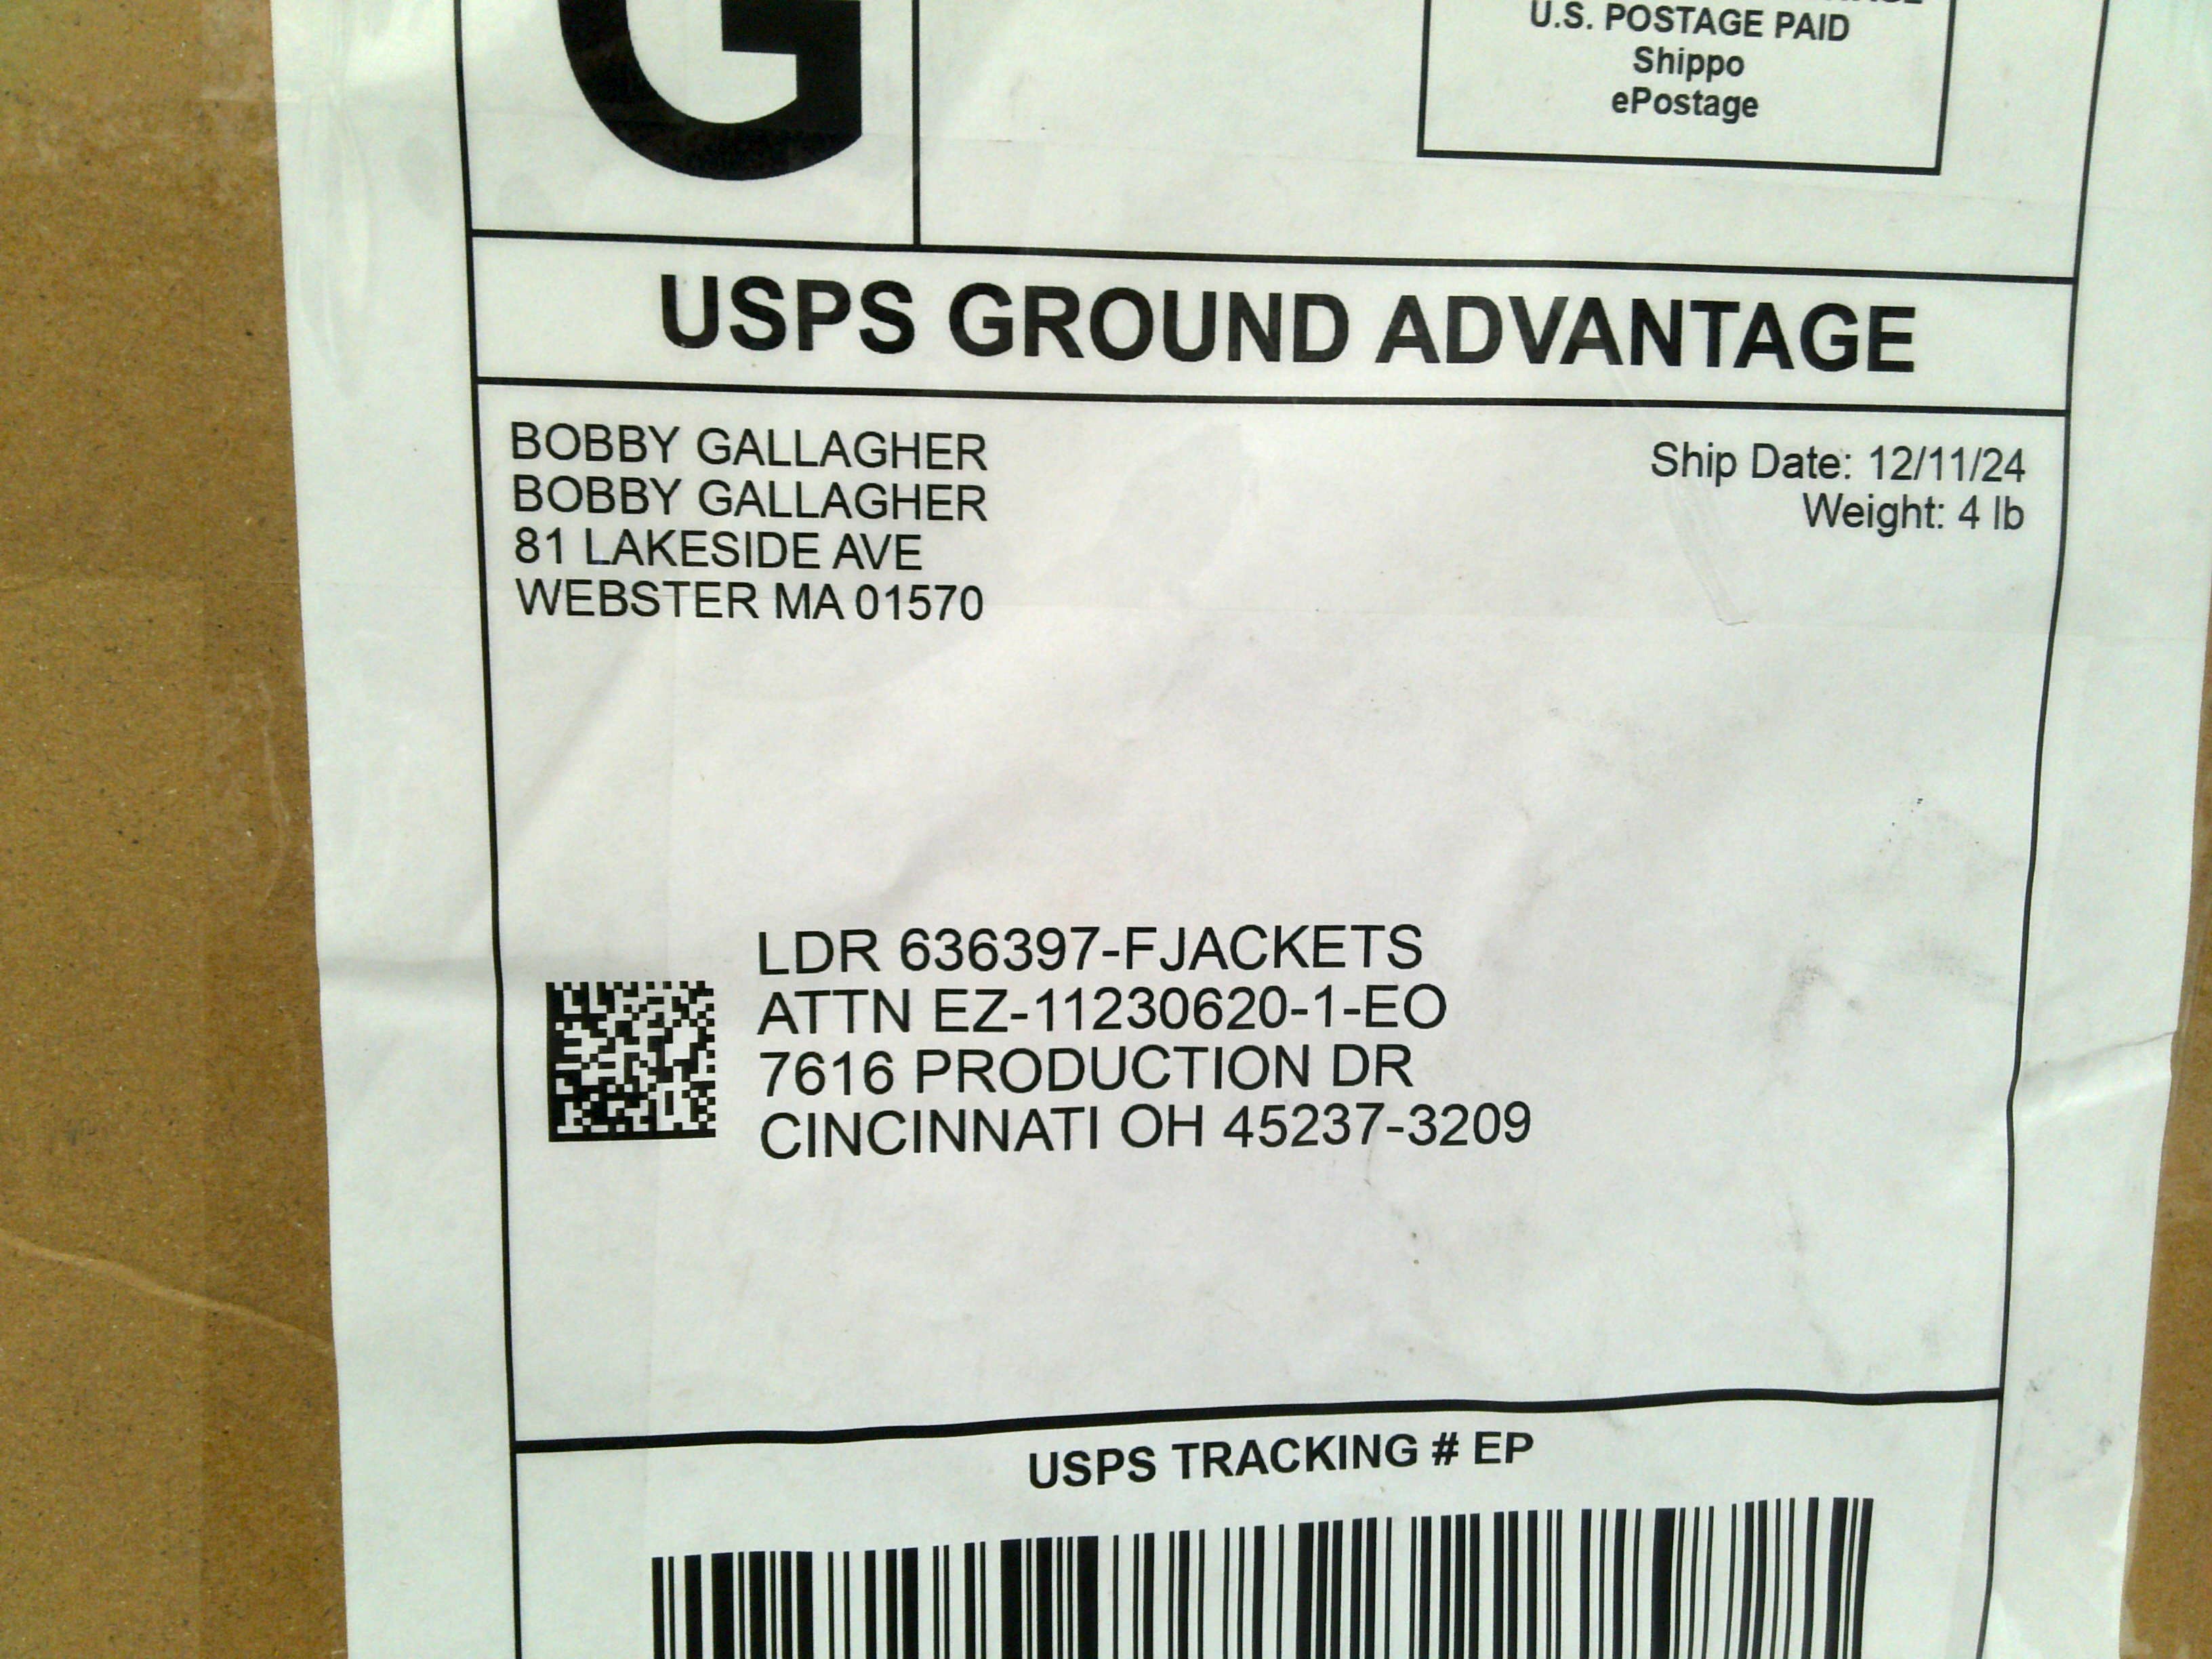 G
U.S. POSTAGE PAID
Shippo
ePostage
USPS GROUND ADVANTAGE
BOBBY GALLAGHER
BOBBY GALLAGHER
81 LAKESIDE AVE
WEBSTER MA 01570
Ship Date: 12/11/24
Weight: 4 lb
LDR 636397-FJACKETS
ATTN EZ-11230620-1-EO
7616 PRODUCTION DR
CINCINNATI OH 45237-3209
USPS TRACKING # EP